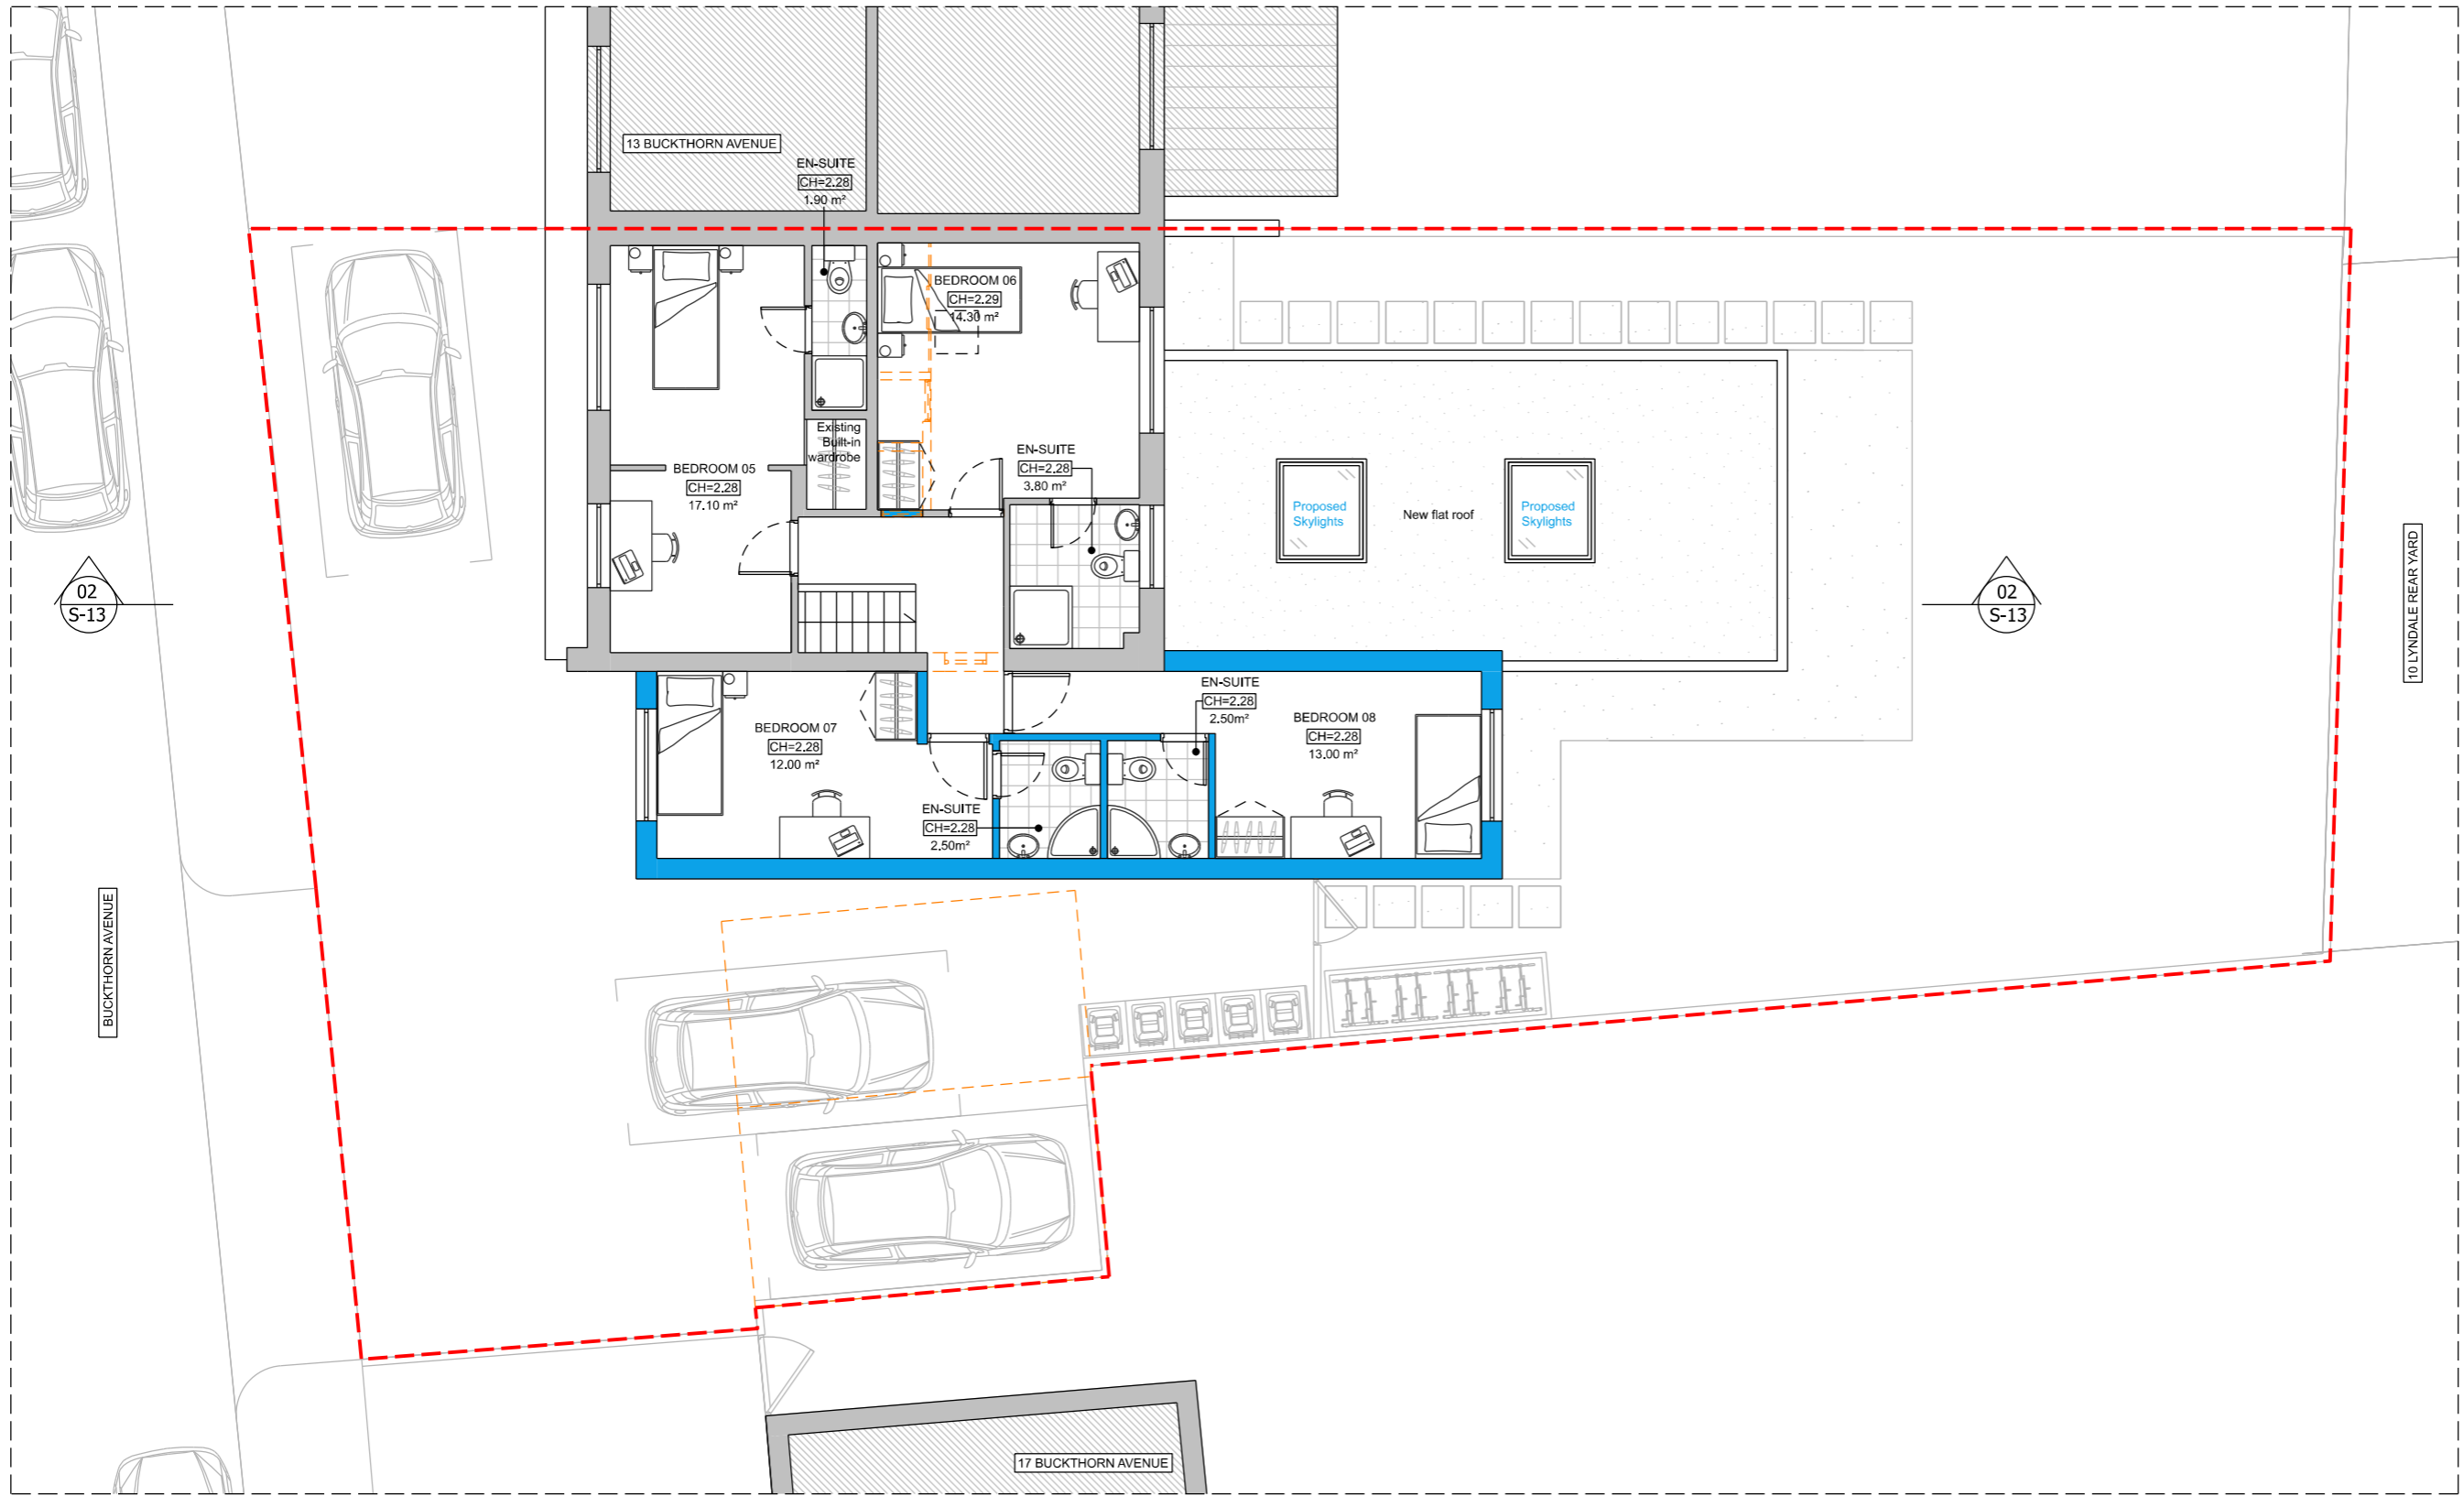 13 BUCKTHORN AVENUE
EN-SUITE
CH=2.28
1.90 m²
BEDROOM 06
CH=2.29
14.30 m²
Existing
Built-in
wardrobe
EN-SUITE
CH=2.28
3.80 m²
BEDROOM 05
CH=2.28
17.10 m²
Proposed
Skylights
New flat roof
Proposed
Skylights
02
S-13
02
S-13
10 LYNDALE REAR YARD
EN-SUITE
CH=2.28
2.50m²
BEDROOM 07
CH=2.28
12.00 m²
BEDROOM 08
CH=2.28
13.00 m²
EN-SUITE
CH=2.28
2.50m²
BUCKTHORN AVENUE
17 BUCKTHORN AVENUE